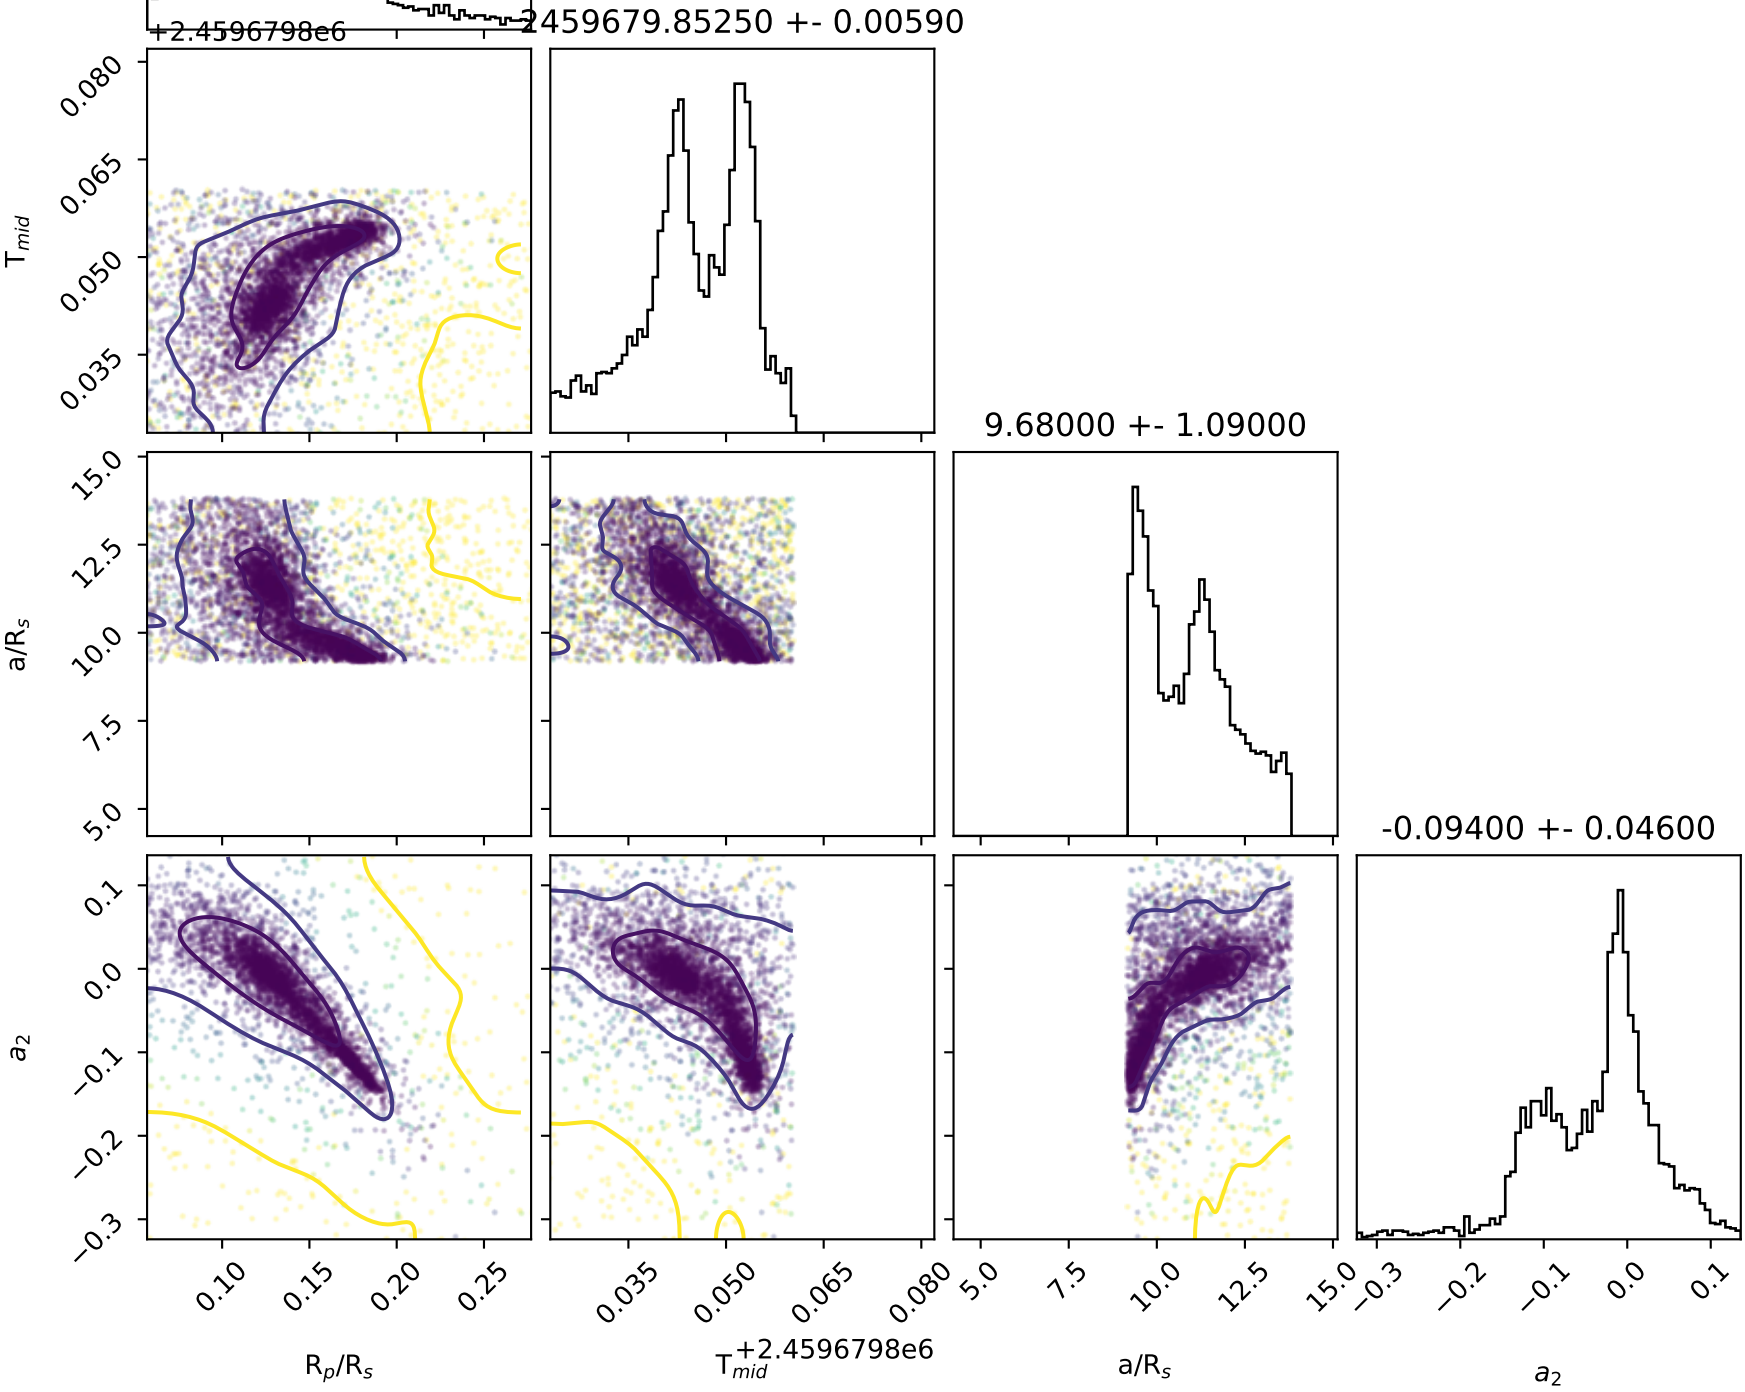 +2.4596798e6
2459679.85250 +- 0.00590
0.080
0.065
0.050
0.035
T_mid
9.68000 +- 1.09000
15.0
12.5
10.0
7.5
5.0
a/R_s
-0.09400 +- 0.04600
0.1
0.0
−0.1
−0.2
−0.3
a_2
0.10 0.15 0.20 0.25
0.035 0.050 0.065 0.080
5.0 7.5 10.0 12.5 15.0
−0.3 −0.2 −0.1 0.0 0.1
+2.4596798e6
R_p/R_s T_mid a/R_s a_2